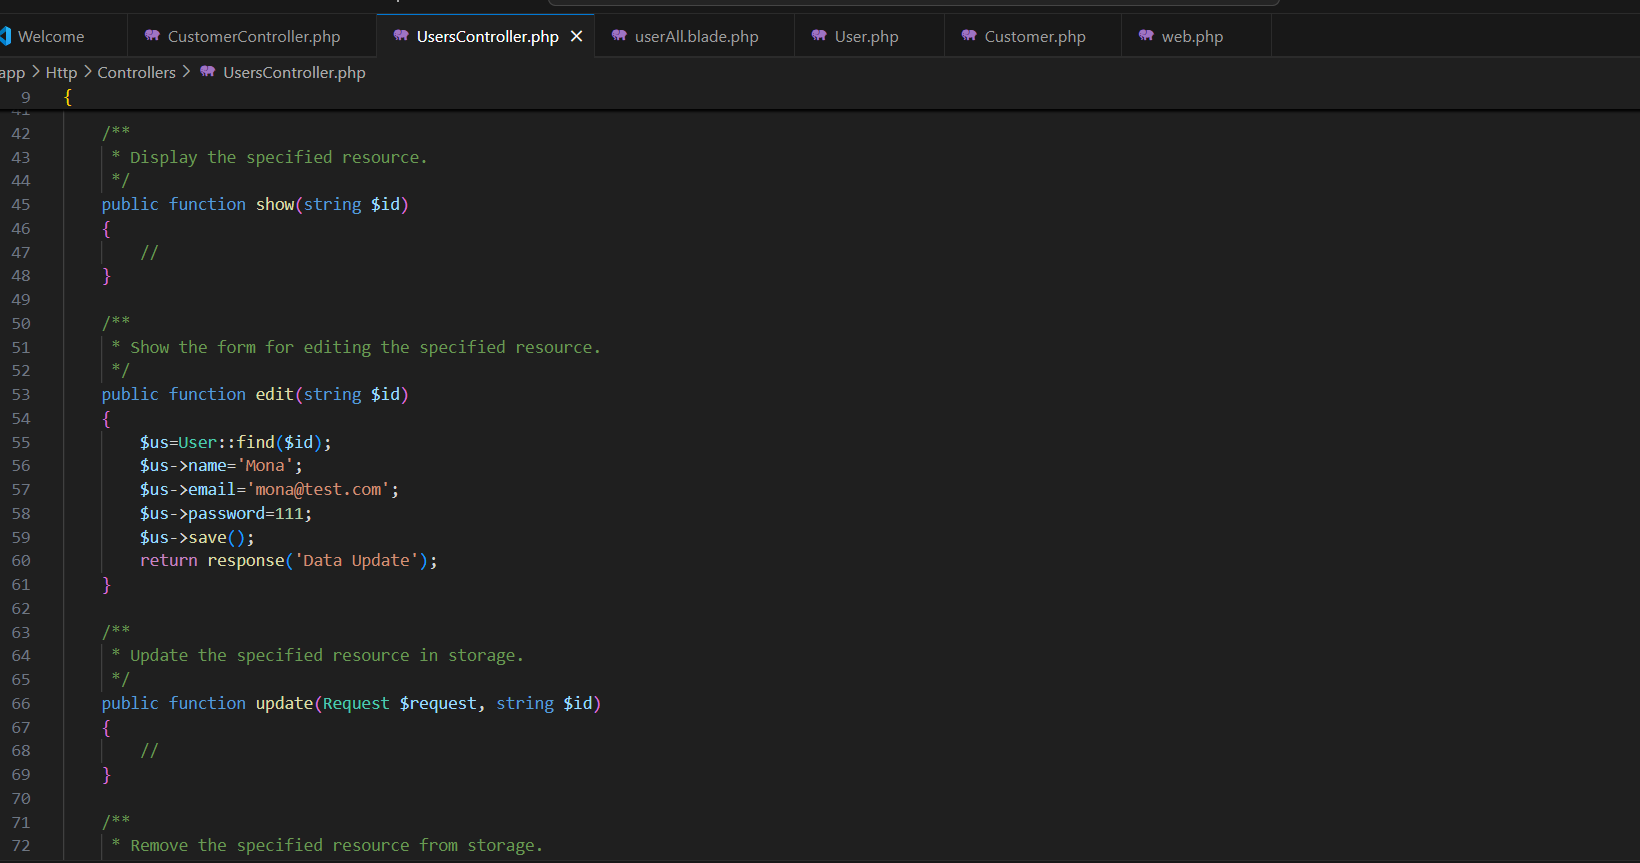 Welcome
CustomerController.php
UsersController.php
userAll.blade.php
User.php
Customer.php
web.php
app > Http > Controllers > UsersController.php
9 {
41
42 /**
43 * Display the specified resource.
44 */
45 public function show(string $id)
46 {
47 //
48 }
49
50 /**
51 * Show the form for editing the specified resource.
52 */
53 public function edit(string $id)
54 {
55 $us=User::find($id);
56 $us->name='Mona';
57 $us->email='mona@test.com';
58 $us->password=111;
59 $us->save();
60 return response('Data Update');
61 }
62
63 /**
64 * Update the specified resource in storage.
65 */
66 public function update(Request $request, string $id)
67 {
68 //
69 }
70
71 /**
72 * Remove the specified resource from storage.